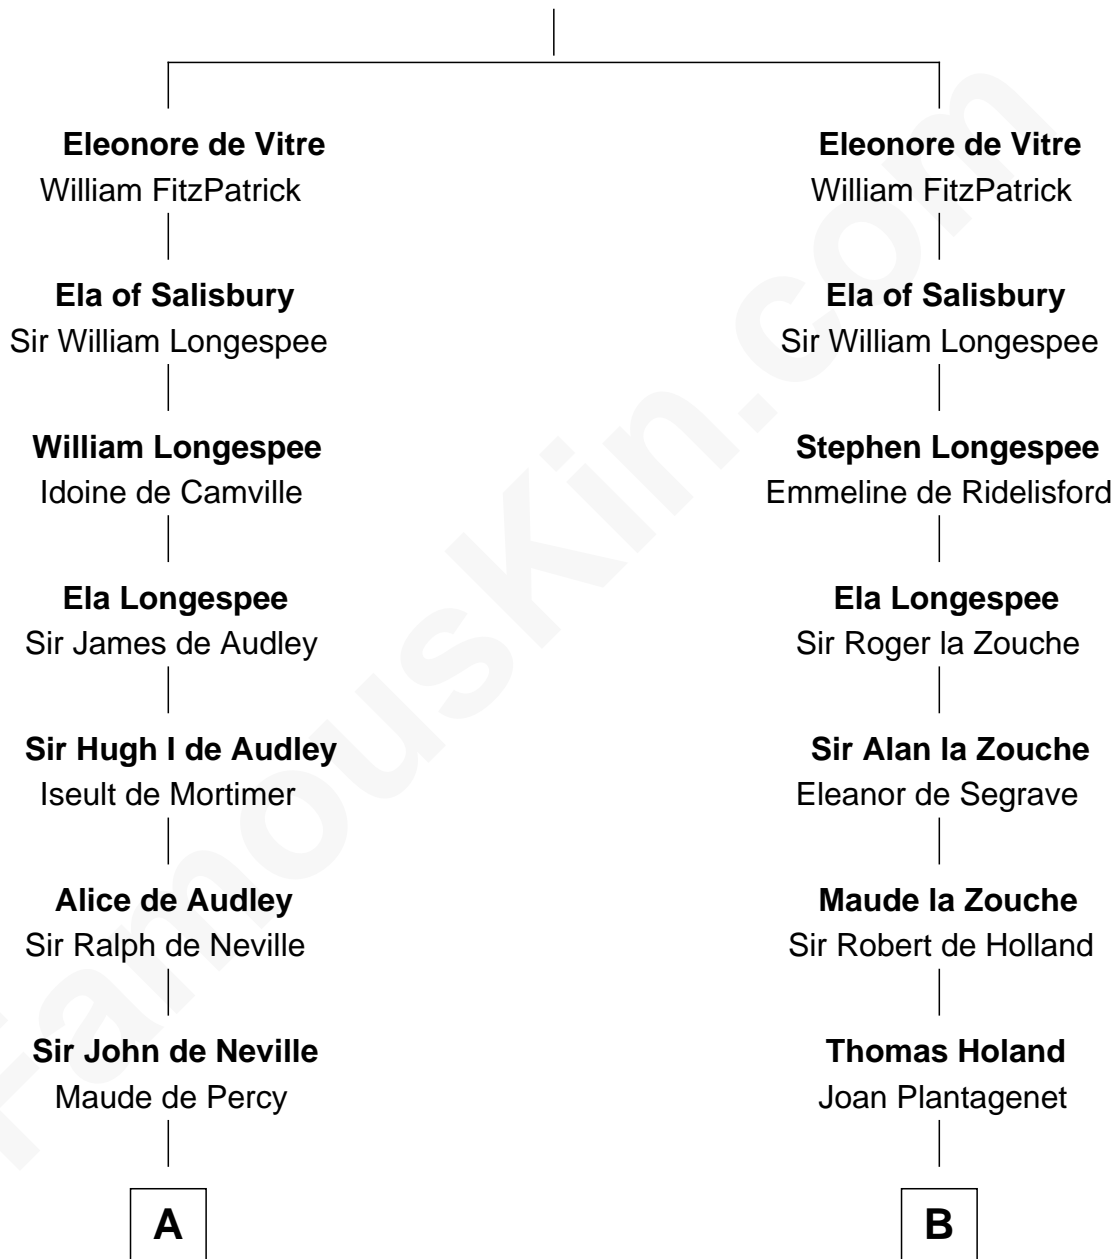 Eleonore de Vitre
William FitzPatrick
Ela of Salisbury
Sir William Longespee
William Longespee
Idoine de Camville
Ela Longespee
Sir James de Audley
Sir Hugh I de Audley
Iseult de Mortimer
Alice de Audley
Sir Ralph de Neville
Sir John de Neville
Maude de Percy
A
Eleonore de Vitre
William FitzPatrick
Ela of Salisbury
Sir William Longespee
Stephen Longespee
Emmeline de Ridelisford
Ela Longespee
Sir Roger la Zouche
Sir Alan la Zouche
Eleanor de Segrave
Maude la Zouche
Sir Robert de Holland
Thomas Holand
Joan Plantagenet
B
FamousKin.com